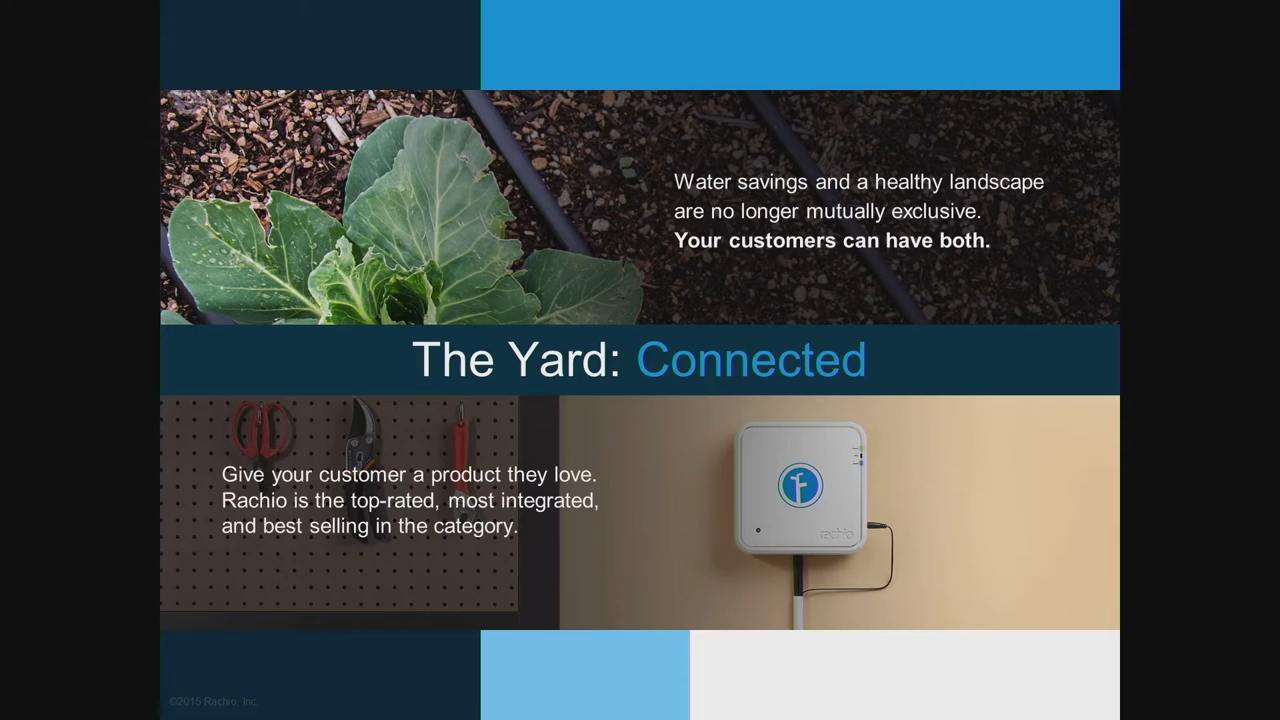 Water savings and a healthy landscape
are no longer mutually exclusive.
Your customers can have both.
The Yard: Connected
Give your customer a product they love.
Rachio is the top-rated, most integrated,
and best selling in the category.
rachio
©2015 Rachio, Inc.